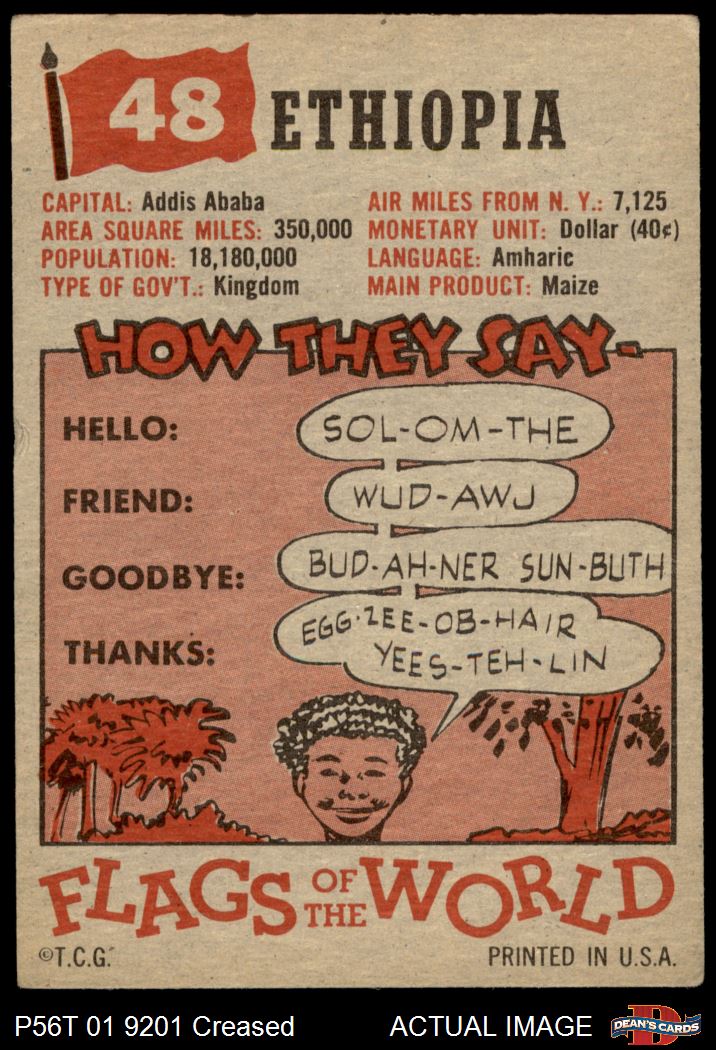 48 ETHIOPIA
CAPITAL: Addis Ababa
AREA SQUARE MILES: 350,000
POPULATION: 18,180,000
TYPE OF GOV'T.: Kingdom
AIR MILES FROM N. Y.: 7,125
MONETARY UNIT: Dollar (40¢)
LANGUAGE: Amharic
MAIN PRODUCT: Maize
HOW THEY SAY-
HELLO: SOL-OM-THE
FRIEND: WUD-AWJ
GOODBYE: BUD-AH-NER SUN-BUTH
THANKS: EGG-ZEE-OB-HAIR
YEES-TEH-LIN
FLAGS OF THE WORLD
©T.C.G. PRINTED IN U.S.A.
P56T 01 9201 Creased ACTUAL IMAGE DEAN'S CARDS